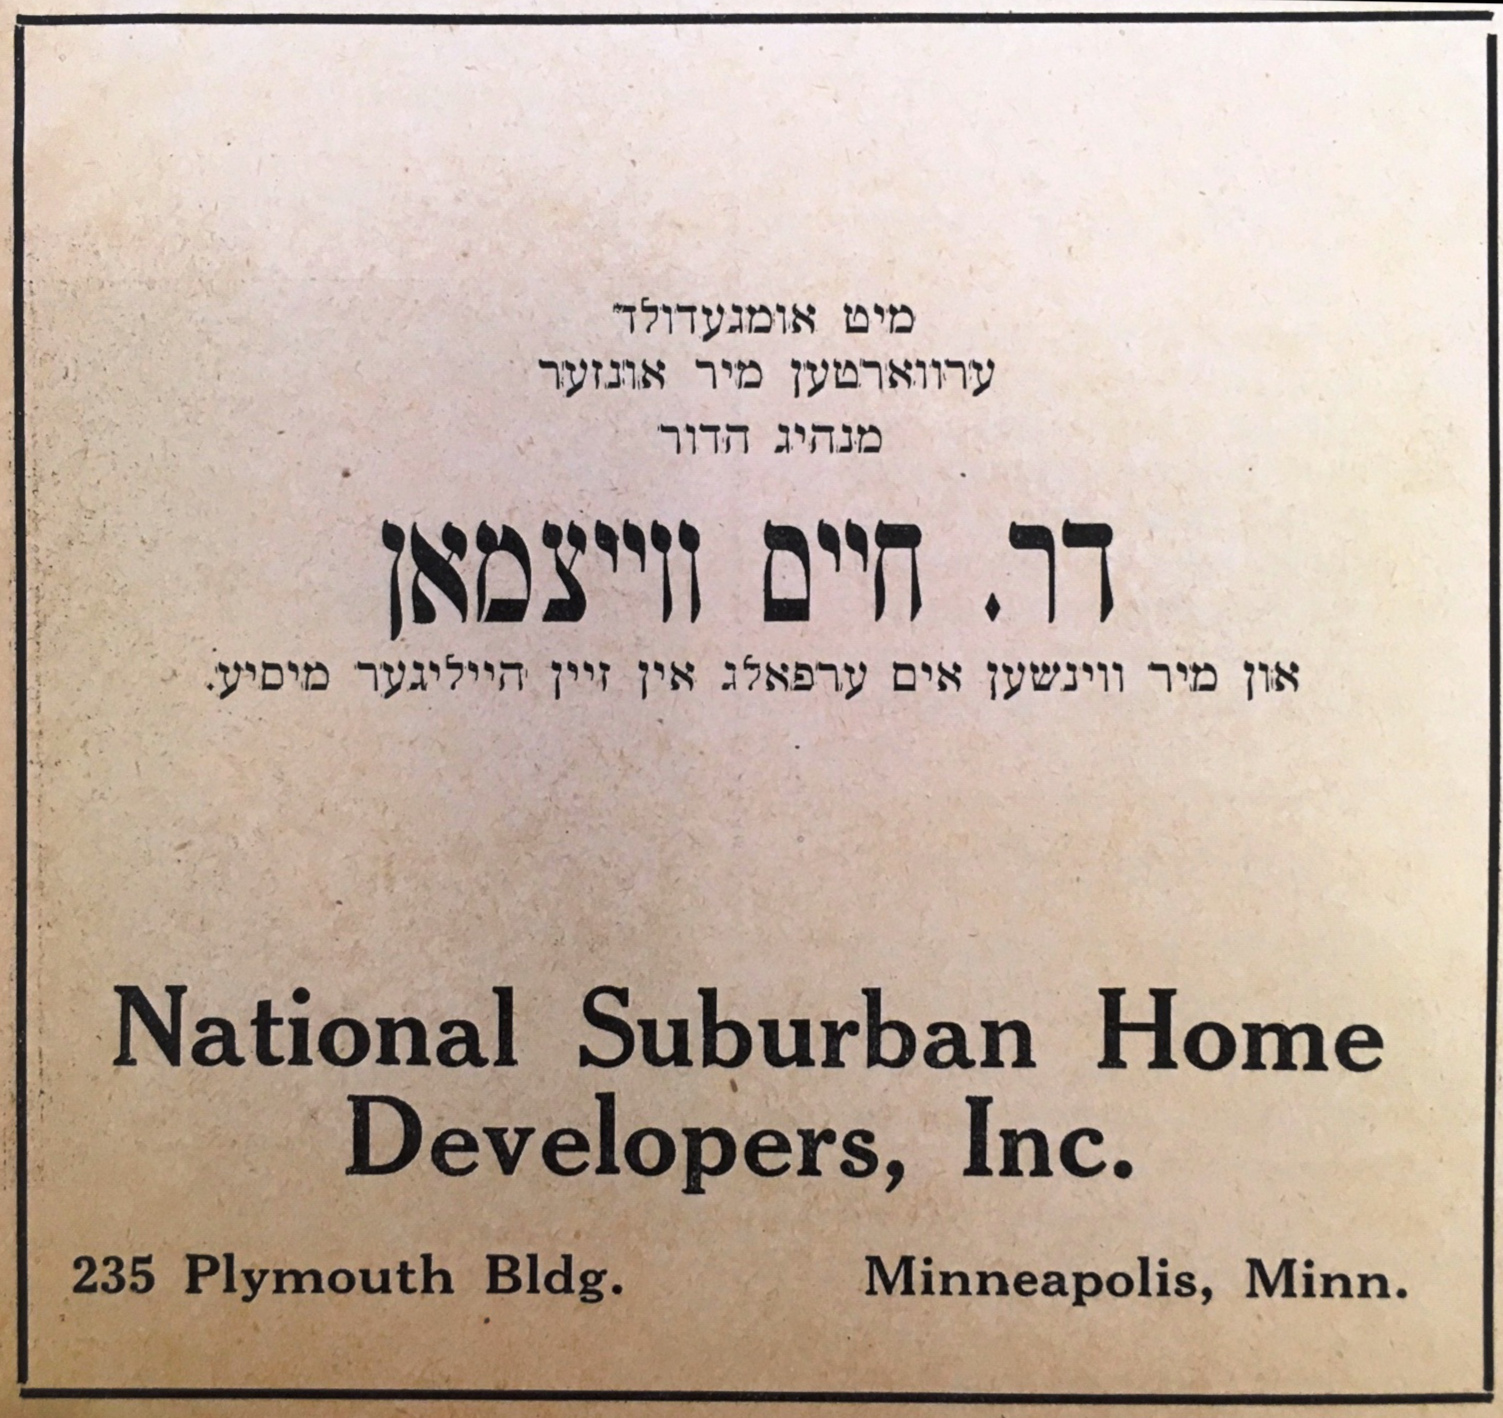 מיט אומגעדולד
ערווארטען מיר אונזער
מנהיג הדור
דר. חיים ווייצמאן
און מיר ווינשען אים ערפאלג אין זיין הייליגער מיסיע.
National Suburban Home
Developers, Inc.
235 Plymouth Bldg. Minneapolis, Minn.